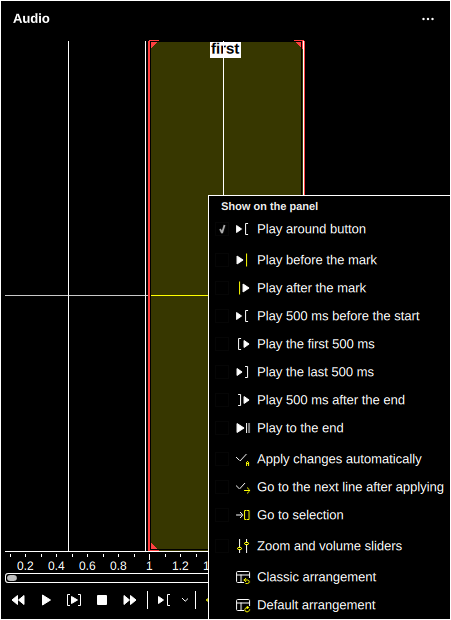 Audio
first
Show on the panel
Play around button
Play before the mark
Play after the mark
Play 500 ms before the start
Play the first 500 ms
Play the last 500 ms
Play 500 ms after the end
Play to the end
Apply changes automatically
Go to the next line after applying
Go to selection
Zoom and volume sliders
Classic arrangement
Default arrangement
0.2 0.4 0.6 0.8 1